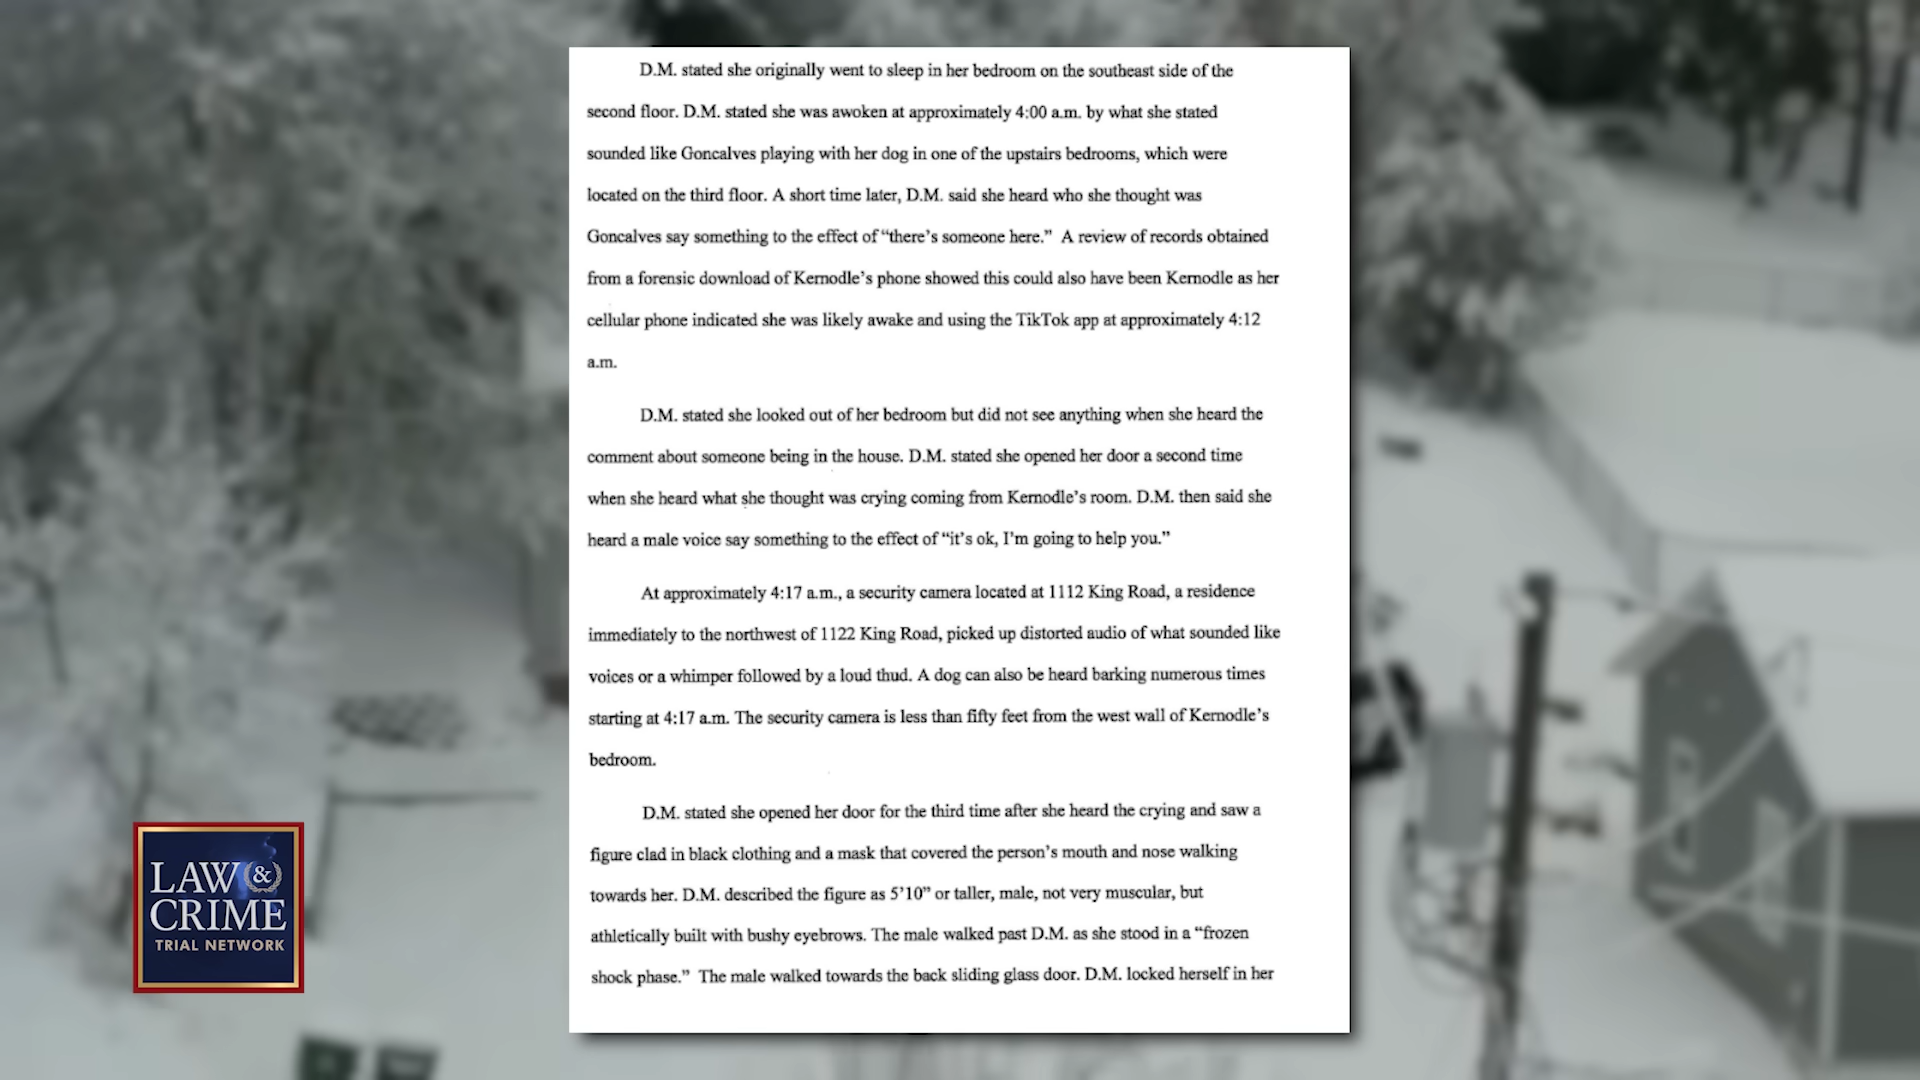 D.M. stated she originally went to sleep in her bedroom on the southeast side of the
second floor. D.M. stated she was awoken at approximately 4:00 a.m. by what she stated
sounded like Goncalves playing with her dog in one of the upstairs bedrooms, which were
located on the third floor. A short time later, D.M. said she heard who she thought was
Goncalves say something to the effect of “there’s someone here.” A review of records obtained
from a forensic download of Kernodle’s phone showed this could also have been Kernodle as her
cellular phone indicated she was likely awake and using the TikTok app at approximately 4:12
a.m.
D.M. stated she looked out of her bedroom but did not see anything when she heard the
comment about someone being in the house. D.M. stated she opened her door a second time
when she heard what she thought was crying coming from Kernodle’s room. D.M. then said she
heard a male voice say something to the effect of “it’s ok, I’m going to help you.”
At approximately 4:17 a.m., a security camera located at 1112 King Road, a residence
immediately to the northwest of 1122 King Road, picked up distorted audio of what sounded like
voices or a whimper followed by a loud thud. A dog can also be heard barking numerous times
starting at 4:17 a.m. The security camera is less than fifty feet from the west wall of Kernodle’s
bedroom.
D.M. stated she opened her door for the third time after she heard the crying and saw a
figure clad in black clothing and a mask that covered the person’s mouth and nose walking
towards her. D.M. described the figure as 5’10” or taller, male, not very muscular, but
athletically built with bushy eyebrows. The male walked past D.M. as she stood in a “frozen
shock phase.” The male walked towards the back sliding glass door. D.M. locked herself in her
LAW &
CRIME
TRIAL NETWORK